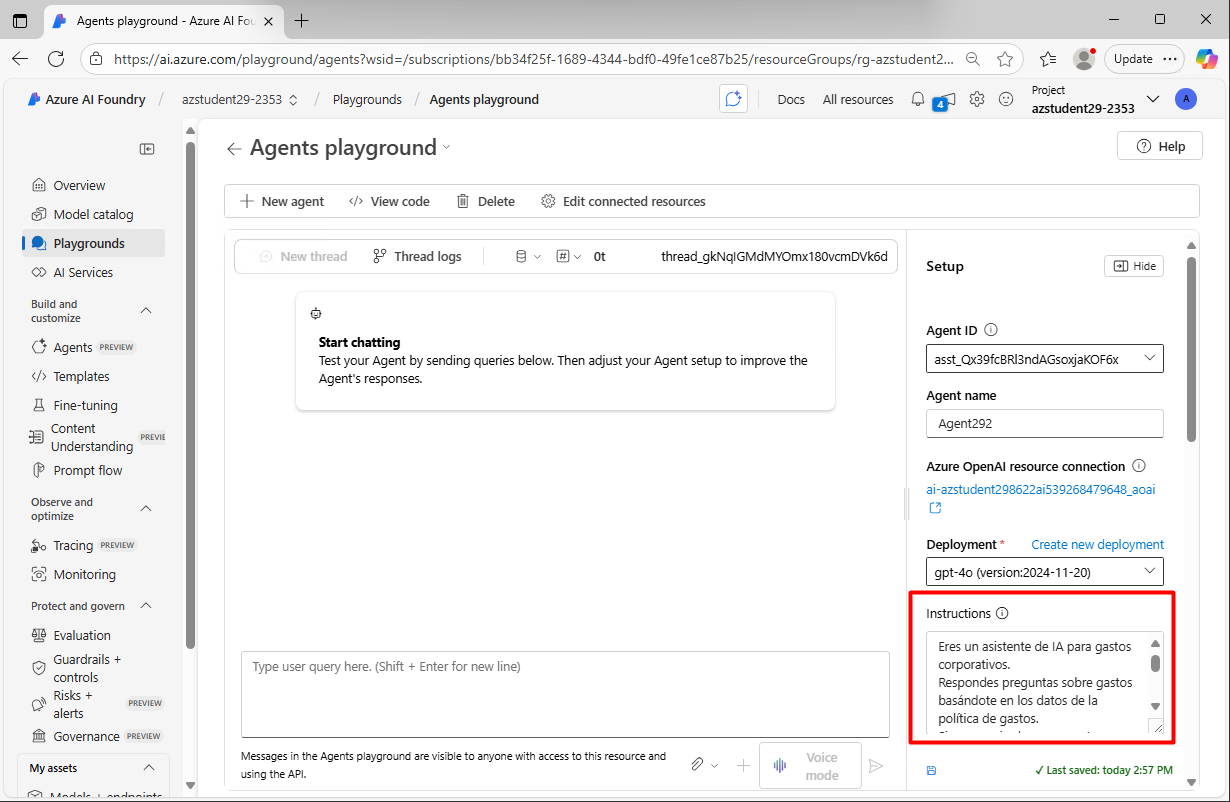 Agents playground - Azure AI Fou
https://ai.azure.com/playground/agents?wsid=/subscriptions/bb34f25f-1689-4344-bdf0-49fe1ce87b25/resourceGroups/rg-azstudent2...
Update
Azure AI Foundry / azstudent29-2353 / Playgrounds / Agents playground
Docs
All resources
4
Project
azstudent29-2353
A
Overview
Model catalog
Playgrounds
AI Services
Build and
customize
Agents PREVIEW
Templates
Fine-tuning
Content
Understanding PREVIE
Prompt flow
Observe and
optimize
Tracing PREVIEW
Monitoring
Protect and govern
Evaluation
Guardrails +
controls
Risks +
alerts PREVIEW
Governance PREVIEW
My assets
Models + endpoints
Agents playground
Help
New agent
View code
Delete
Edit connected resources
New thread
Thread logs
0t
thread_gkNqIGMdMYOmx180vcmDVk6d
Start chatting
Test your Agent by sending queries below. Then adjust your Agent setup to improve the
Agent's responses.
Type user query here. (Shift + Enter for new line)
Messages in the Agents playground are visible to anyone with access to this resource and
using the API.
Voice
mode
Setup
Hide
Agent ID
asst_Qx39fcBRl3ndAGsoxjaKOF6x
Agent name
Agent292
Azure OpenAI resource connection
ai-azstudent298622ai539268479648_aoai
Deployment *
Create new deployment
gpt-4o (version:2024-11-20)
Instructions
Eres un asistente de IA para gastos
corporativos.
Respondes preguntas sobre gastos
basándote en los datos de la
política de gastos.
Last saved: today 2:57 PM